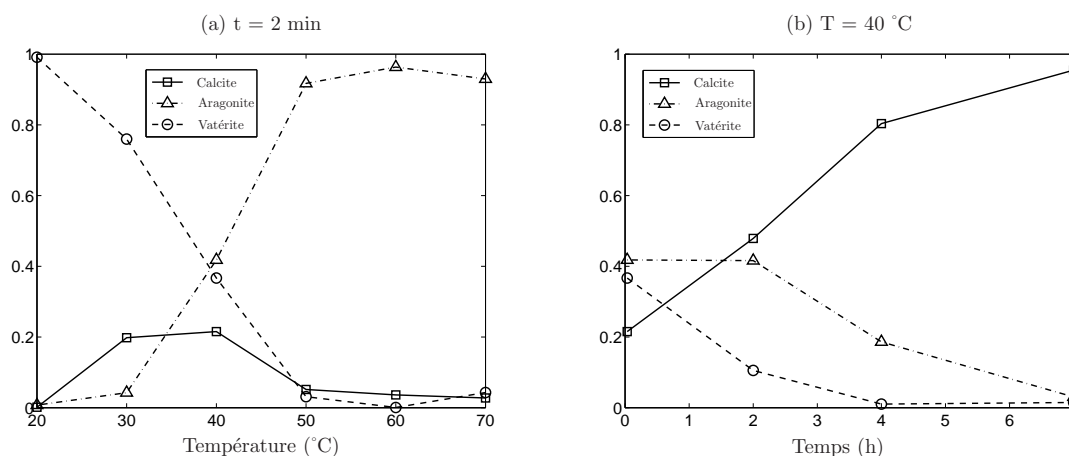 (a) t = 2 min
1
0.8
0.6
0.4
0.2
0
20 30 40 50 60 70
Température (°C)
Calcite
Aragonite
Vatérite
(b) T = 40 °C
1
0.8
0.6
0.4
0.2
0
0 1 2 3 4 5 6 7
Temps (h)
Calcite
Aragonite
Vatérite